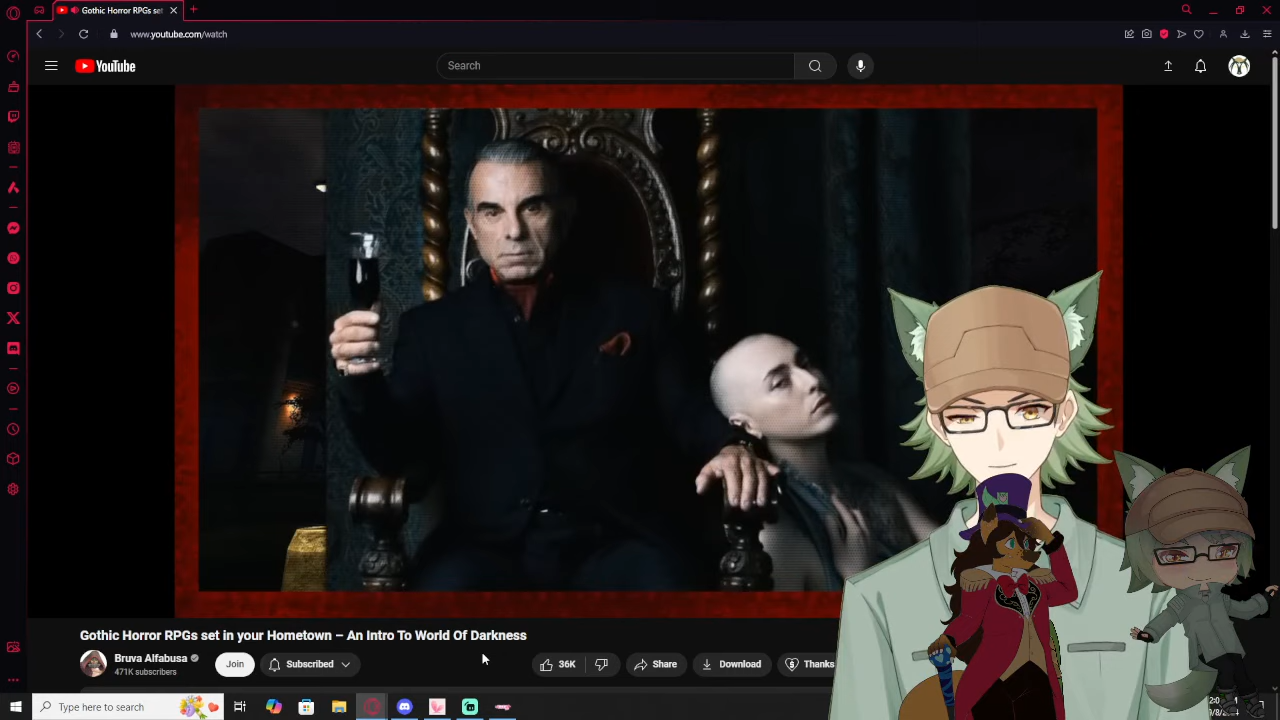 Gothic Horror RPGs set
www.youtube.com/watch
YouTube
Search
Gothic Horror RPGs set in your Hometown – An Intro To World Of Darkness
Bruva Alfabusa
471K subscribers
Join
Subscribed
36K
Share
Download
Thanks
Type here to search